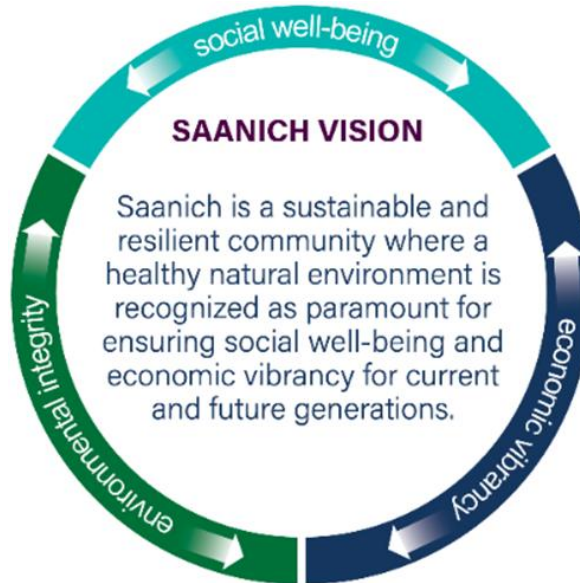 social well-being
SAANICH VISION
Saanich is a sustainable and
resilient community where a
healthy natural environment is
recognized as paramount for
ensuring social well-being and
economic vibrancy for current
and future generations.
environmental integrity
economic vibrancy